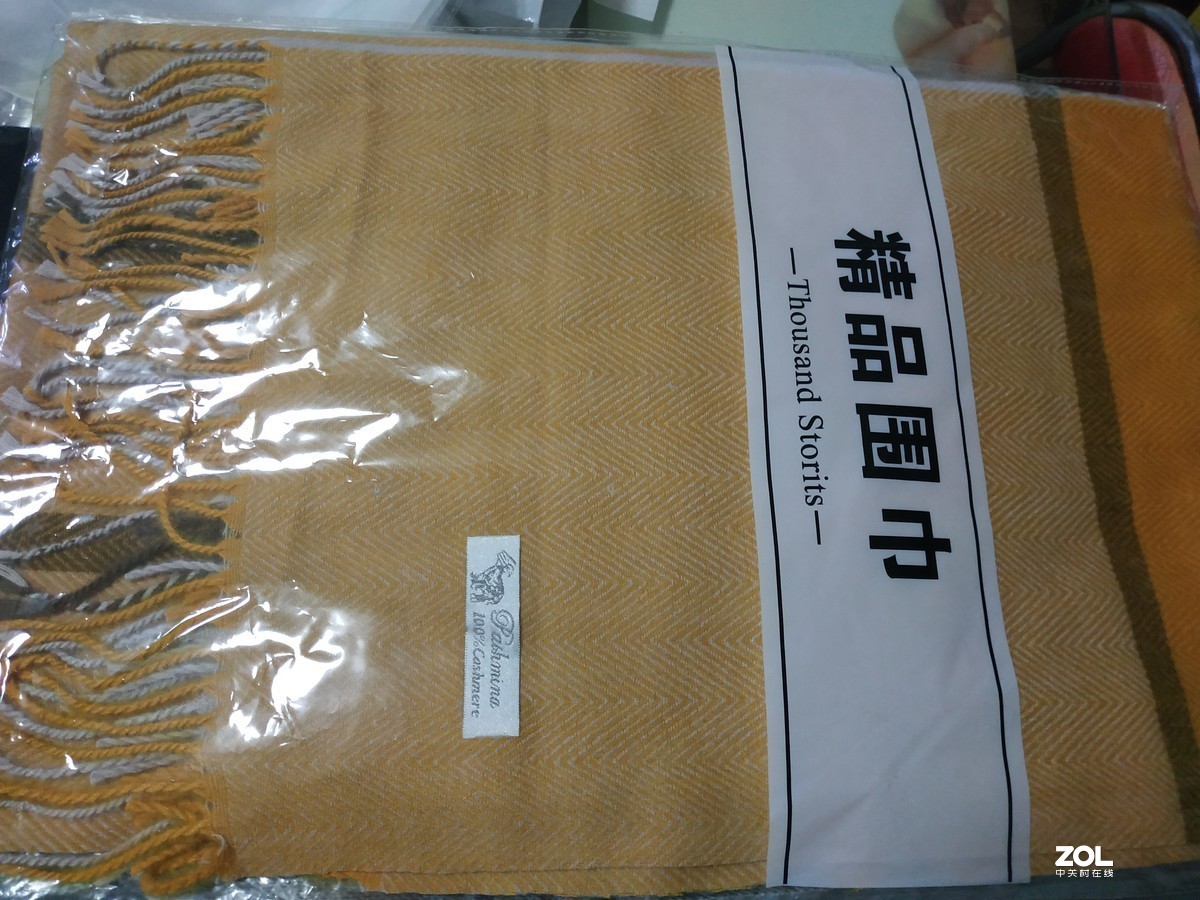 精品围巾
—Thousand Storits—
Pashmina
100%Cashmere
ZOL
中关村在线